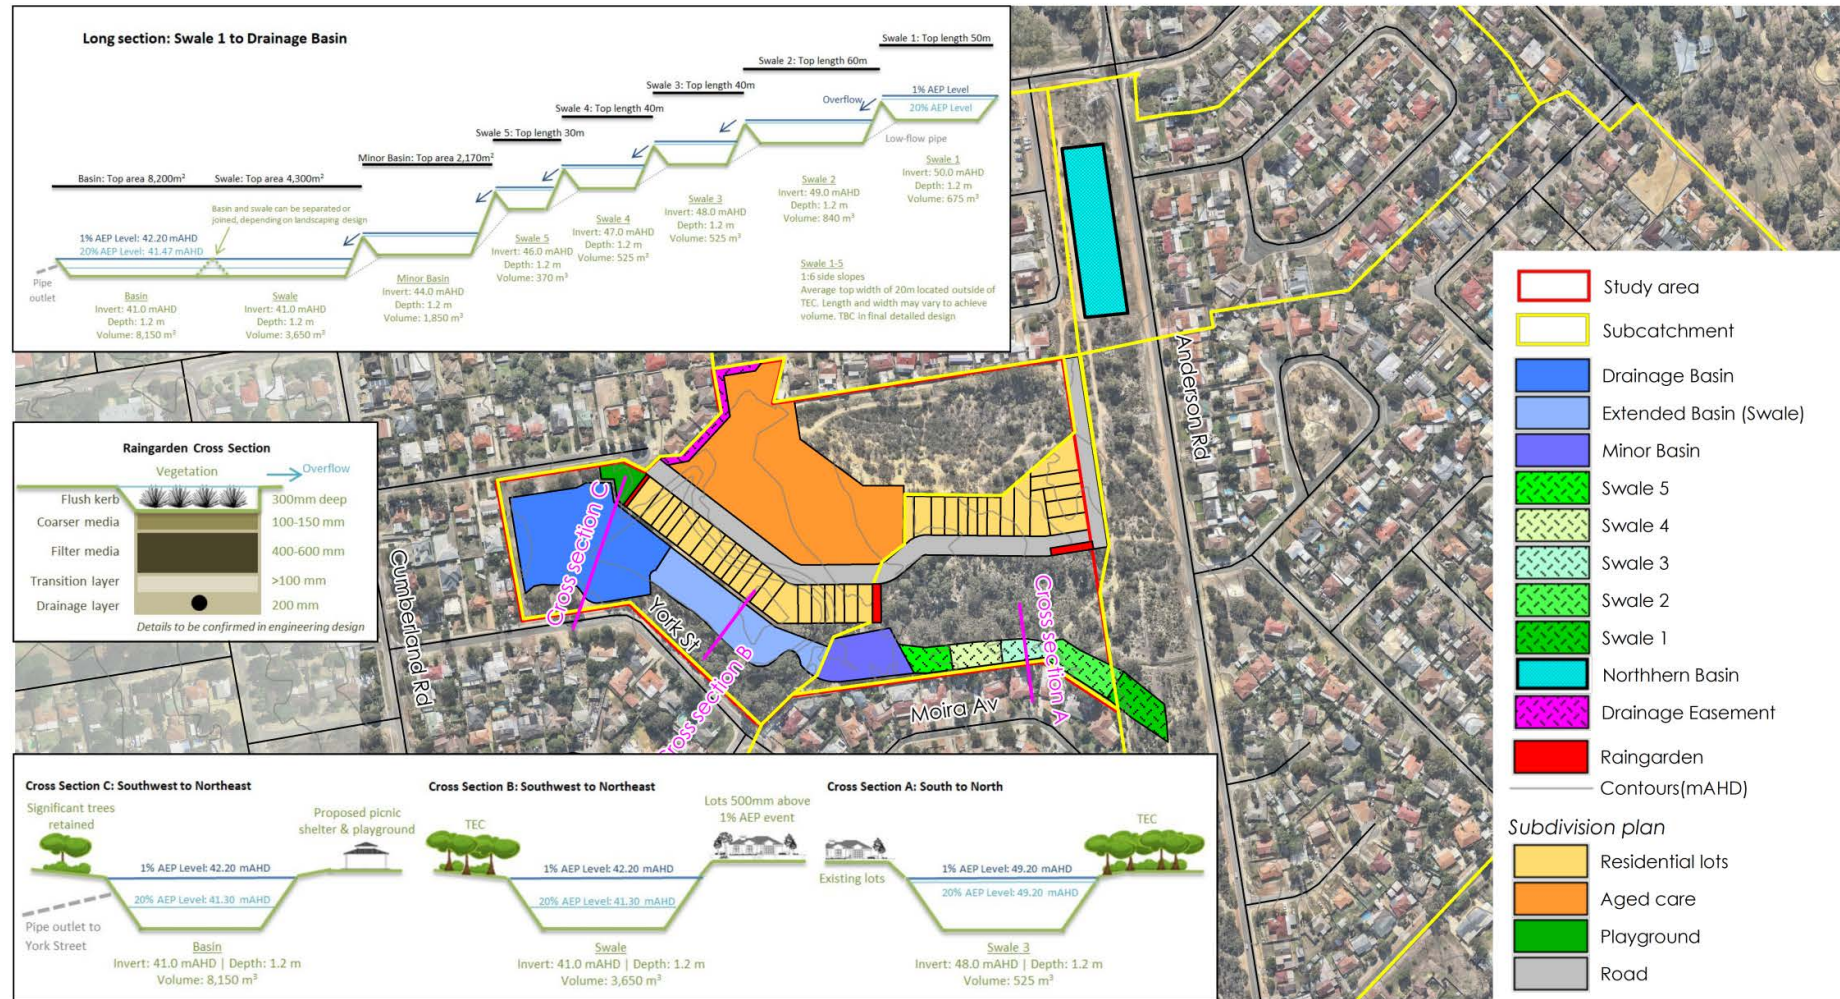 Long section: Swale 1 to Drainage Basin
Swale 1: Top length 50m
Swale 2: Top length 60m
Swale 3: Top length 40m
Swale 4: Top length 40m
Swale 5: Top length 30m
Minor Basin: Top area 2,170m²
Basin: Top area 8,200m²
Swale: Top area 4,300m²
Overflow
1% AEP Level
20% AEP Level
Low-flow pipe
Basin and swale can be separated or
joined, depending on landscaping design
1% AEP Level: 42.20 mAHD
20% AEP Level: 41.47 mAHD
Pipe
outlet
Basin
Invert: 41.0 mAHD
Depth: 1.2 m
Volume: 8,150 m³
Swale
Invert: 41.0 mAHD
Depth: 1.2 m
Volume: 3,650 m³
Minor Basin
Invert: 44.0 mAHD
Depth: 1.2 m
Volume: 1,850 m³
Swale 5
Invert: 46.0 mAHD
Depth: 1.2 m
Volume: 370 m³
Swale 4
Invert: 47.0 mAHD
Depth: 1.2 m
Volume: 525 m³
Swale 3
Invert: 48.0 mAHD
Depth: 1.2 m
Volume: 525 m³
Swale 2
Invert: 49.0 mAHD
Depth: 1.2 m
Volume: 840 m³
Swale 1
Invert: 50.0 mAHD
Depth: 1.2 m
Volume: 675 m³
Swale 1-5
1:6 side slopes
Average top width of 20m located outside of
TEC. Length and width may vary to achieve
volume. TBC in final detailed design
Raingarden Cross Section
Vegetation
Overflow
Flush kerb
300mm deep
Coarser media
100-150 mm
Filter media
400-600 mm
Transition layer
>100 mm
Drainage layer
200 mm
Details to be confirmed in engineering design
Anderson Rd
Cumberland Rd
York St
Moira Av
Cross section C
Cross section B
Cross section A
Study area
Subcatchment
Drainage Basin
Extended Basin (Swale)
Minor Basin
Swale 5
Swale 4
Swale 3
Swale 2
Swale 1
Northhern Basin
Drainage Easement
Raingarden
Contours(mAHD)
Subdivision plan
Residential lots
Aged care
Playground
Road
Cross Section C: Southwest to Northeast
Significant trees
retained
Proposed picnic
shelter & playground
1% AEP Level: 42.20 mAHD
20% AEP Level: 41.30 mAHD
Pipe outlet to
York Street
Basin
Invert: 41.0 mAHD | Depth: 1.2 m
Volume: 8,150 m³
Cross Section B: Southwest to Northeast
TEC
Lots 500mm above
1% AEP event
1% AEP Level: 42.20 mAHD
20% AEP Level: 41.30 mAHD
Swale
Invert: 41.0 mAHD | Depth: 1.2 m
Volume: 3,650 m³
Cross Section A: South to North
TEC
Existing lots
1% AEP Level: 49.20 mAHD
20% AEP Level: 49.20 mAHD
Swale 3
Invert: 48.0 mAHD | Depth: 1.2 m
Volume: 525 m³